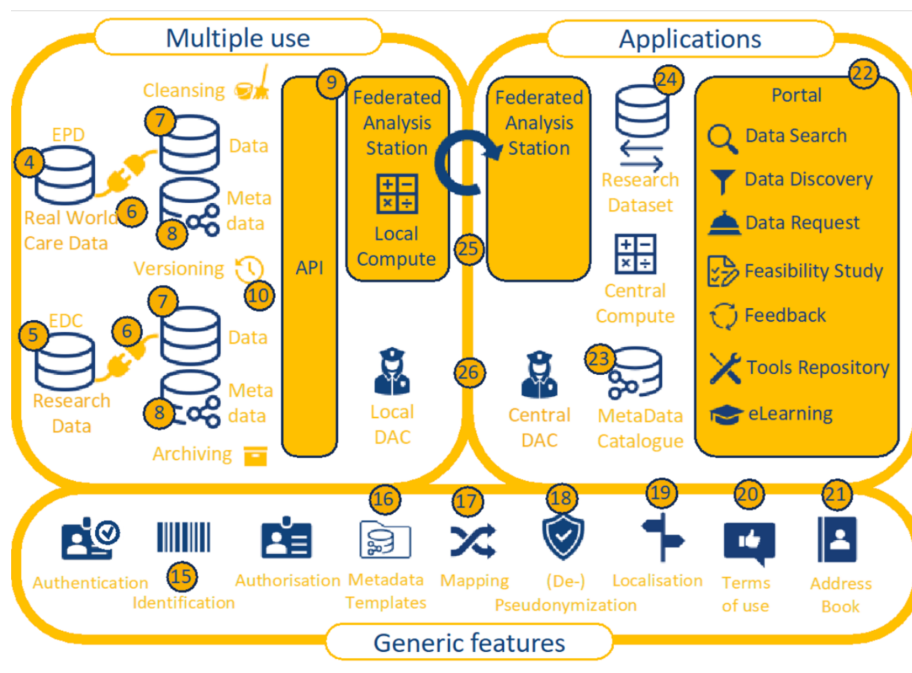 Multiple use
Cleansing
9
Federated
Analysis
Station
Local
Compute
7
EPD
4
Data
6
Real World
Care Data
Meta
data
8
Versioning
10
API
7
EDC
5
6
Data
Research
Data
Meta
data
8
Archiving
Local
DAC
25
26
Applications
Federated
Analysis
Station
24
Research
Dataset
Central
Compute
23
Central
DAC
MetaData
Catalogue
22
Portal
Data Search
Data Discovery
Data Request
Feasibility Study
Feedback
Tools Repository
eLearning
Authentication
15
Identification
Authorisation
16
Metadata
Templates
17
Mapping
18
(De-)
Pseudonymization
19
Localisation
20
Terms
of use
21
Address
Book
Generic features